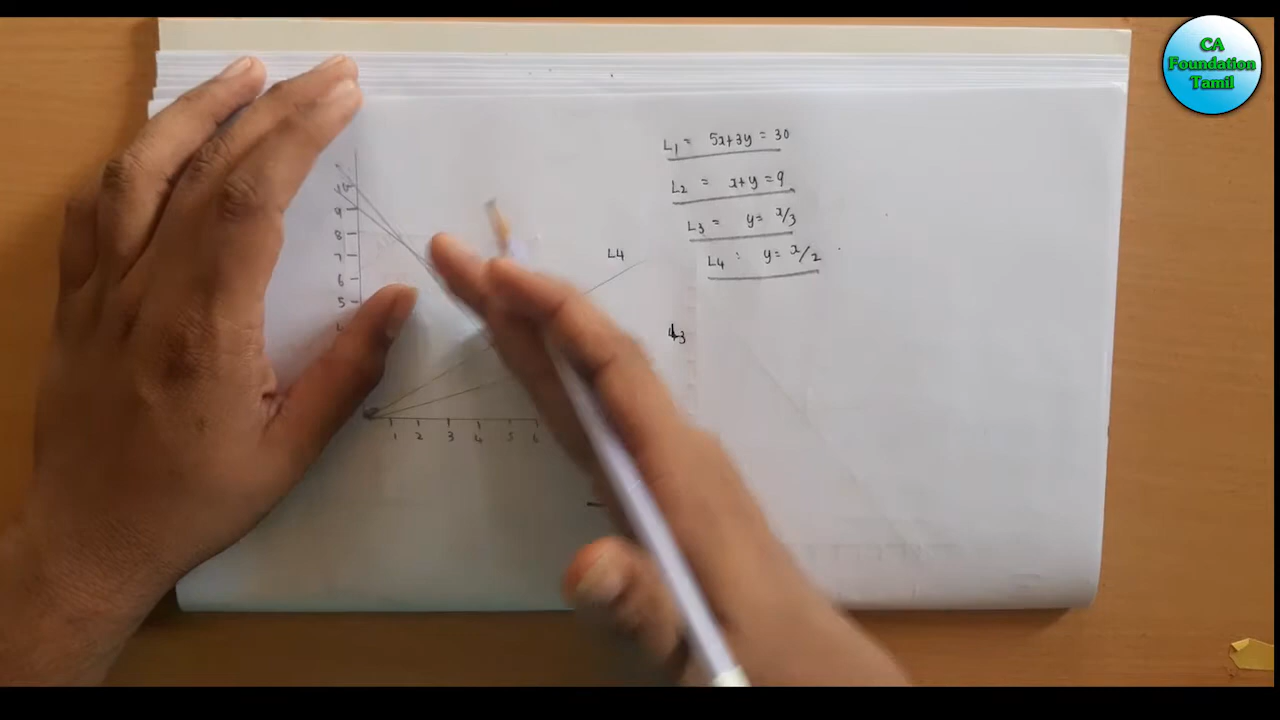 CA
Foundation
Tamil
L1 = 5x+3y = 30
L2 = x+y = 9
L3 = y = x/3
L4 : y = x/2
L4
L3
9
8
7
6
5
1 2 3 4 5 6